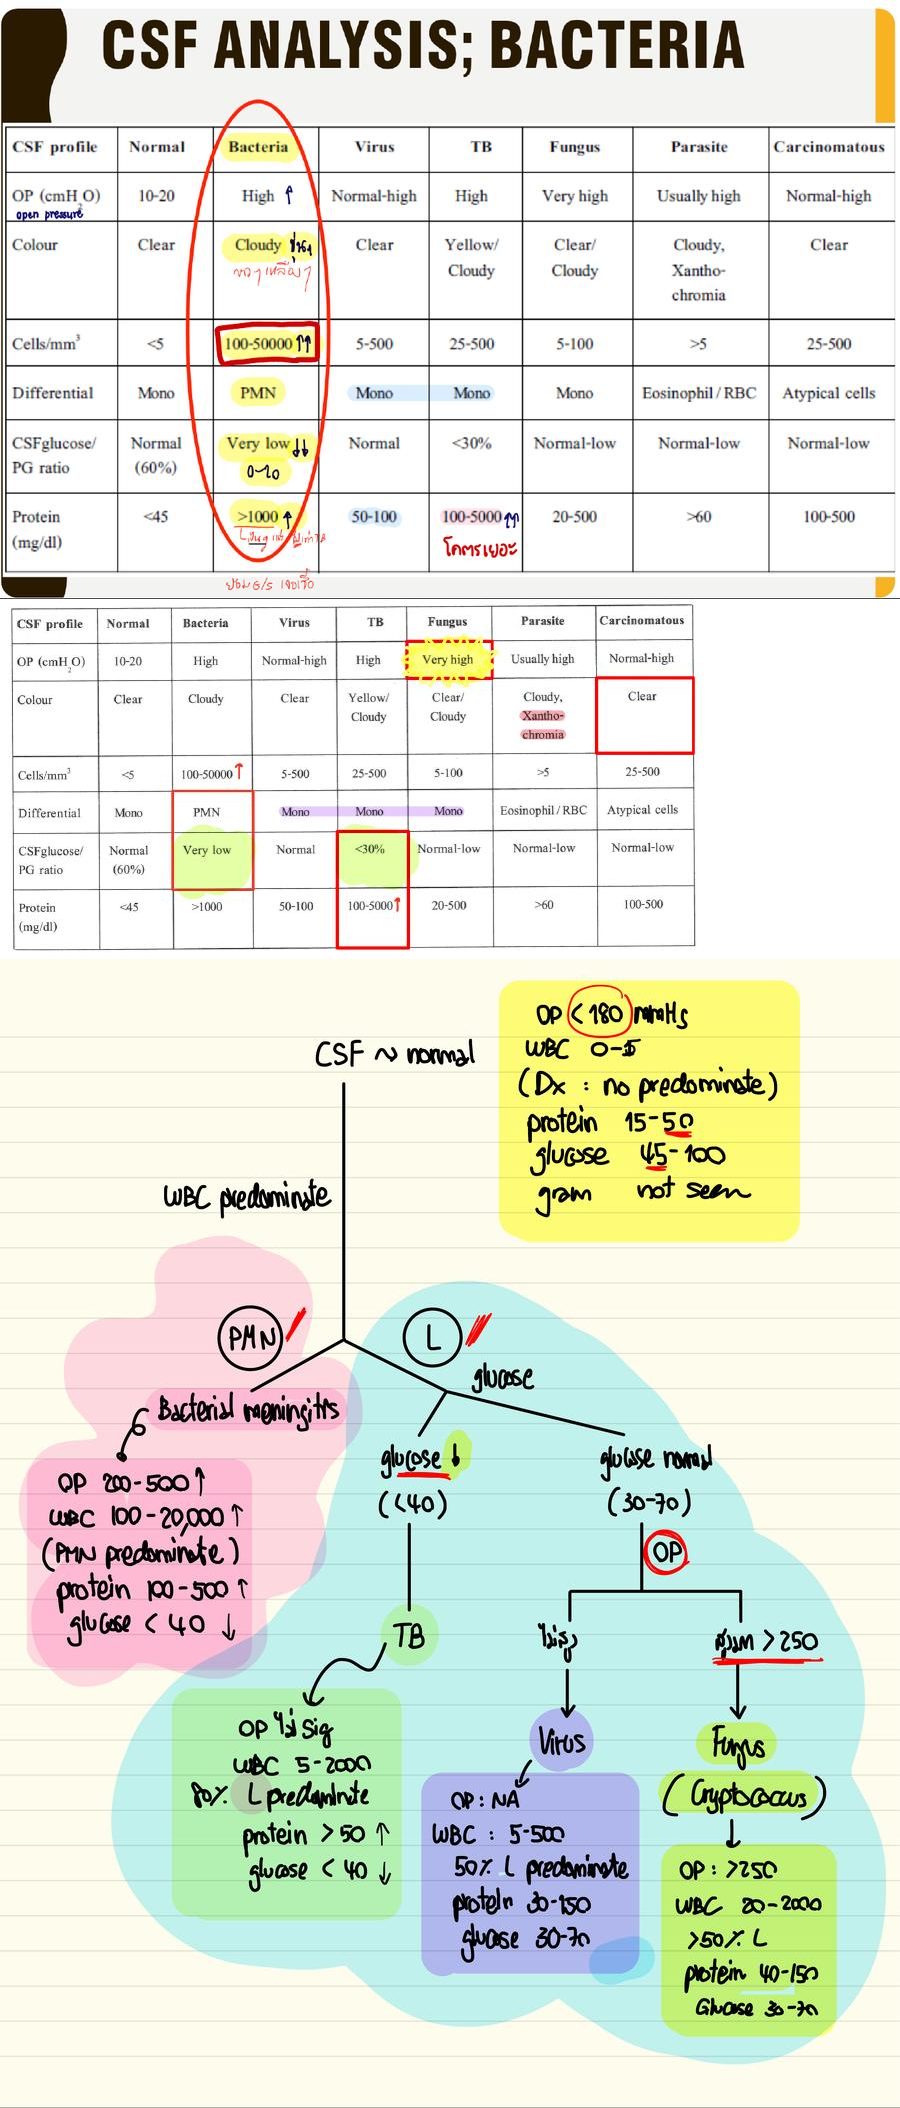 CSF ANALYSIS; BACTERIA
CSF profile Normal Bacteria Virus TB Fungus Parasite Carcinomatous
OP (cmH2O) 10-20 High ↑ Normal-high High Very high Usually high Normal-high
open pressure
Colour Clear Cloudy ขุ่นๆ Clear Yellow/ Clear/ Cloudy, Clear
Cloudy Cloudy Xantho-
chromia
Cells/mm3 <5 100-50000 ↑↑ 5-500 25-500 5-100 >5 25-500
Differential Mono PMN Mono Mono Mono Eosinophil / RBC Atypical cells
CSFglucose/ Normal Very low ↓↓ Normal <30% Normal-low Normal-low Normal-low
PG ratio (60%) 0-20
Protein <45 >1000 ↑ 50-100 100-5000 ↑↑ 20-500 >60 100-500
(mg/dl) โคตรเยอะ
ย้อม G/S เจอเชื้อ
CSF profile Normal Bacteria Virus TB Fungus Parasite Carcinomatous
OP (cmH2O) 10-20 High Normal-high High Very high Usually high Normal-high
Colour Clear Cloudy Clear Yellow/ Clear/ Cloudy, Clear
Cloudy Cloudy Xantho-
chromia
Cells/mm3 <5 100-50000 ↑ 5-500 25-500 5-100 >5 25-500
Differential Mono PMN Mono Mono Mono Eosinophil / RBC Atypical cells
CSFglucose/ Normal Very low Normal <30% Normal-low Normal-low Normal-low
PG ratio (60%)
Protein <45 >1000 50-100 100-5000 ↑ 20-500 >60 100-500
(mg/dl)
OP < 180 mmHg
WBC 0-5
(Dx : no predominate)
protein 15-50
glucose 45-100
gram not seen
CSF ~ normal
WBC predominate
PMN
L
glucose
Bacterial meningitis
OP 200-500 ↑
WBC 100-20,000 ↑
(PMN predominate)
protein 100-500 ↑
glucose < 40 ↓
glucose ↓
(<40)
glucose normal
(30-70)
OP
TB
ไม่สูง
สูงมาก > 250
OP ไม่ sig
WBC 5-2000
80% L predominate
protein > 50 ↑
glucose < 40 ↓
Virus
OP : NA
WBC : 5-500
50% L predominate
protein 30-150
glucose 30-70
Fungus
(Cryptococcus)
OP : >250
WBC 20-2000
>50% L
protein 40-150
Glucose 30-70